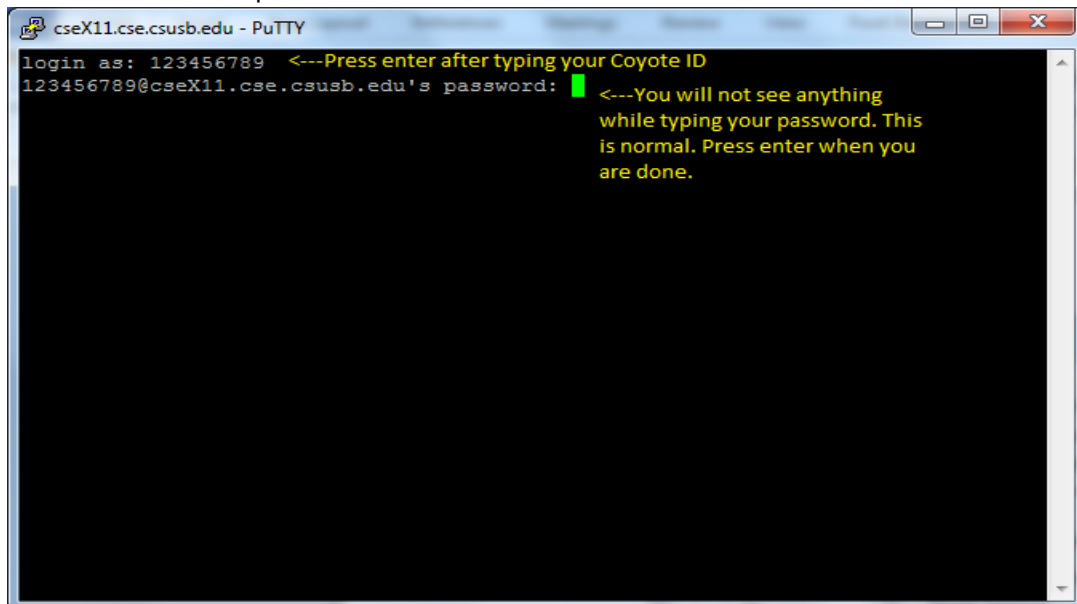 cseX11.cse.csusb.edu - PuTTY
login as: 123456789 <---Press enter after typing your Coyote ID
123456789@cseX11.cse.csusb.edu's password:
<---You will not see anything
while typing your password. This
is normal. Press enter when you
are done.